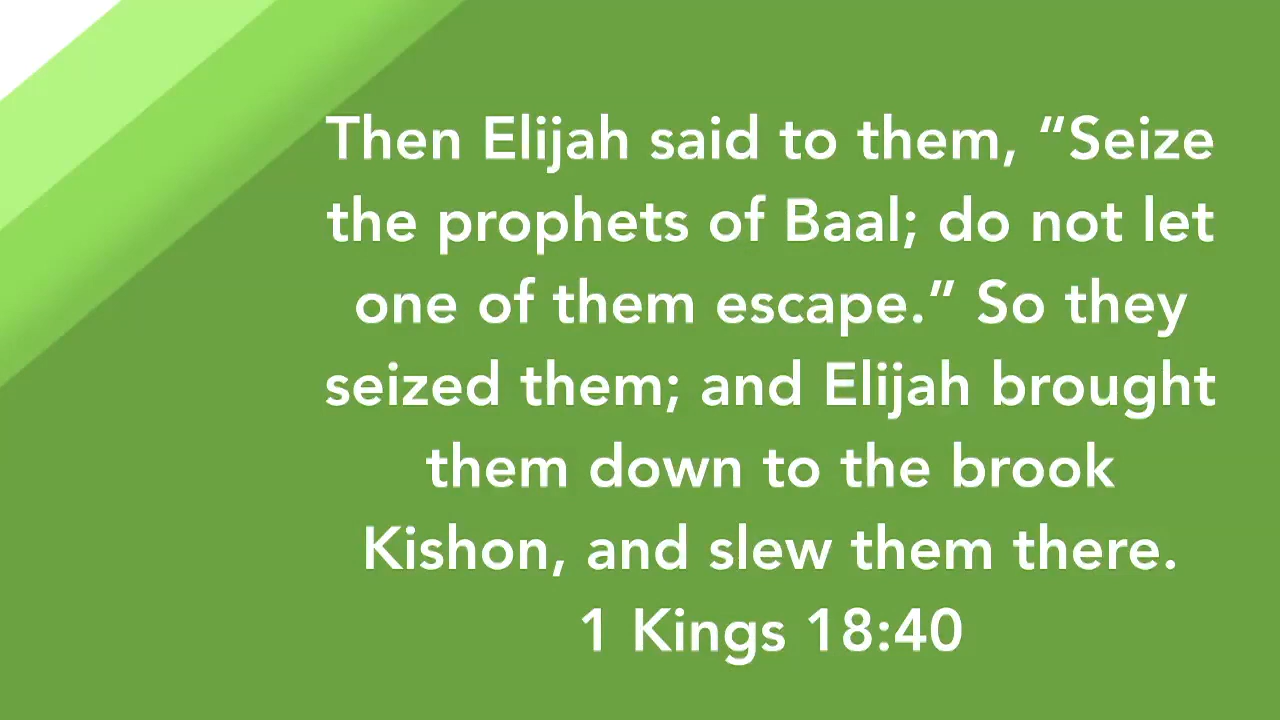 Then Elijah said to them, “Seize
the prophets of Baal; do not let
one of them escape.” So they
seized them; and Elijah brought
them down to the brook
Kishon, and slew them there.
1 Kings 18:40